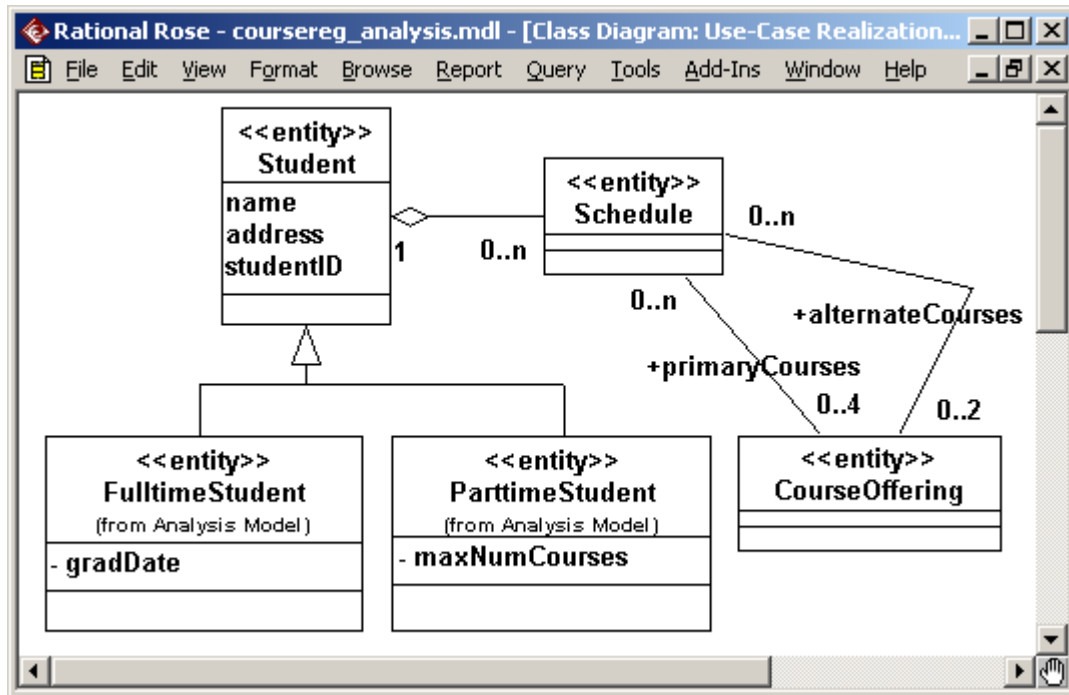 Rational Rose - coursereg_analysis.mdl - [Class Diagram: Use-Case Realization...
File Edit View Format Browse Report Query Tools Add-Ins Window Help
<<entity>>
Student
name
address
studentID
1
0..n
<<entity>>
Schedule
0..n
0..n
+alternateCourses
+primaryCourses
0..4
0..2
<<entity>>
FulltimeStudent
(from Analysis Model)
- gradDate
<<entity>>
ParttimeStudent
(from Analysis Model)
- maxNumCourses
<<entity>>
CourseOffering